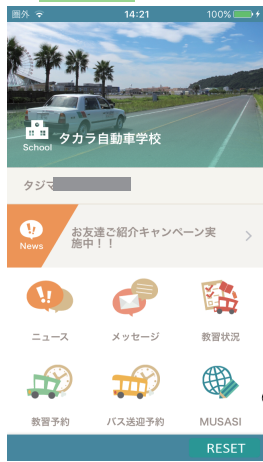 圏外 14:21 100%
School タカラ自動車学校
タジマ
News お友達ご紹介キャンペーン実
施中！！
ニュース メッセージ 教習状況
教習予約 バス送迎予約 MUSASI
RESET